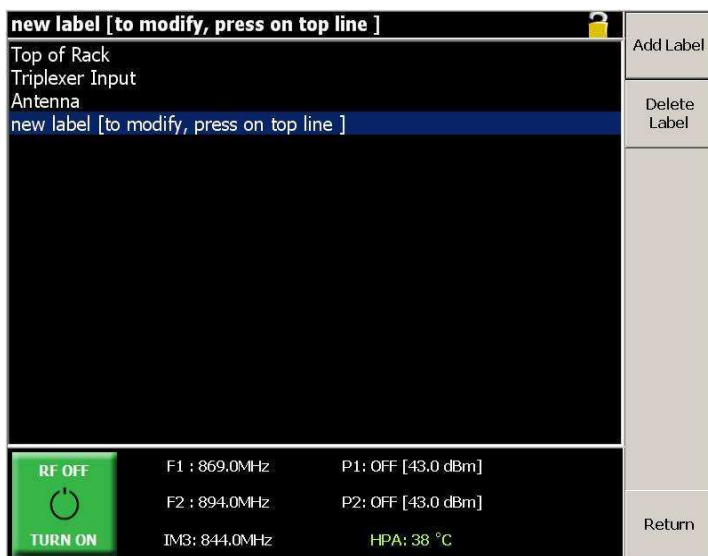 new label [to modify, press on top line ]
Top of Rack
Triplexer Input
Antenna
new label [to modify, press on top line ]
Add Label
Delete
Label
RF OFF
TURN ON
F1 : 869.0MHz
P1: OFF [43.0 dBm]
F2 : 894.0MHz
P2: OFF [43.0 dBm]
IM3: 844.0MHz
HPA: 38 °C
Return